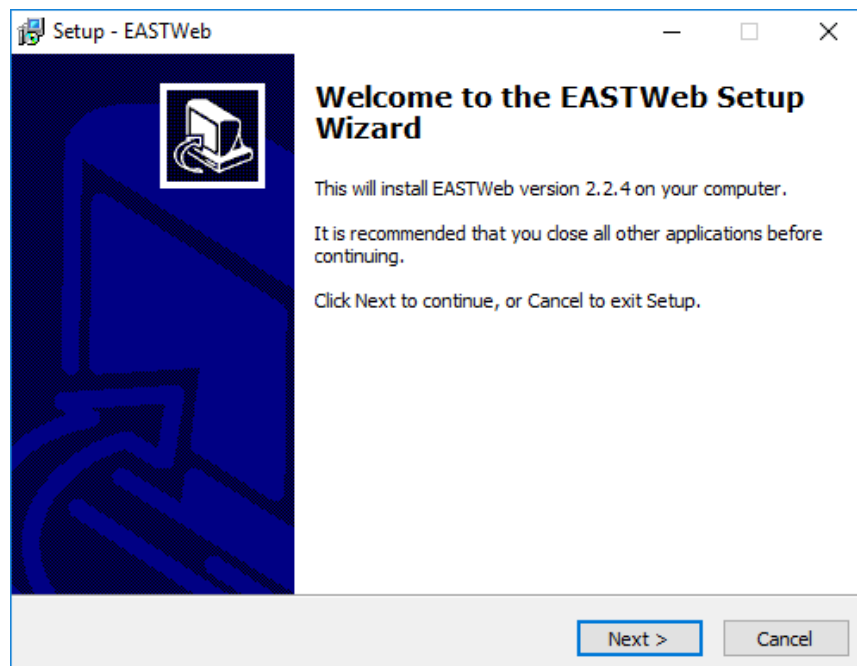 Setup - EASTWeb
Welcome to the EASTWeb Setup
Wizard
This will install EASTWeb version 2.2.4 on your computer.
It is recommended that you close all other applications before
continuing.
Click Next to continue, or Cancel to exit Setup.
Next >
Cancel